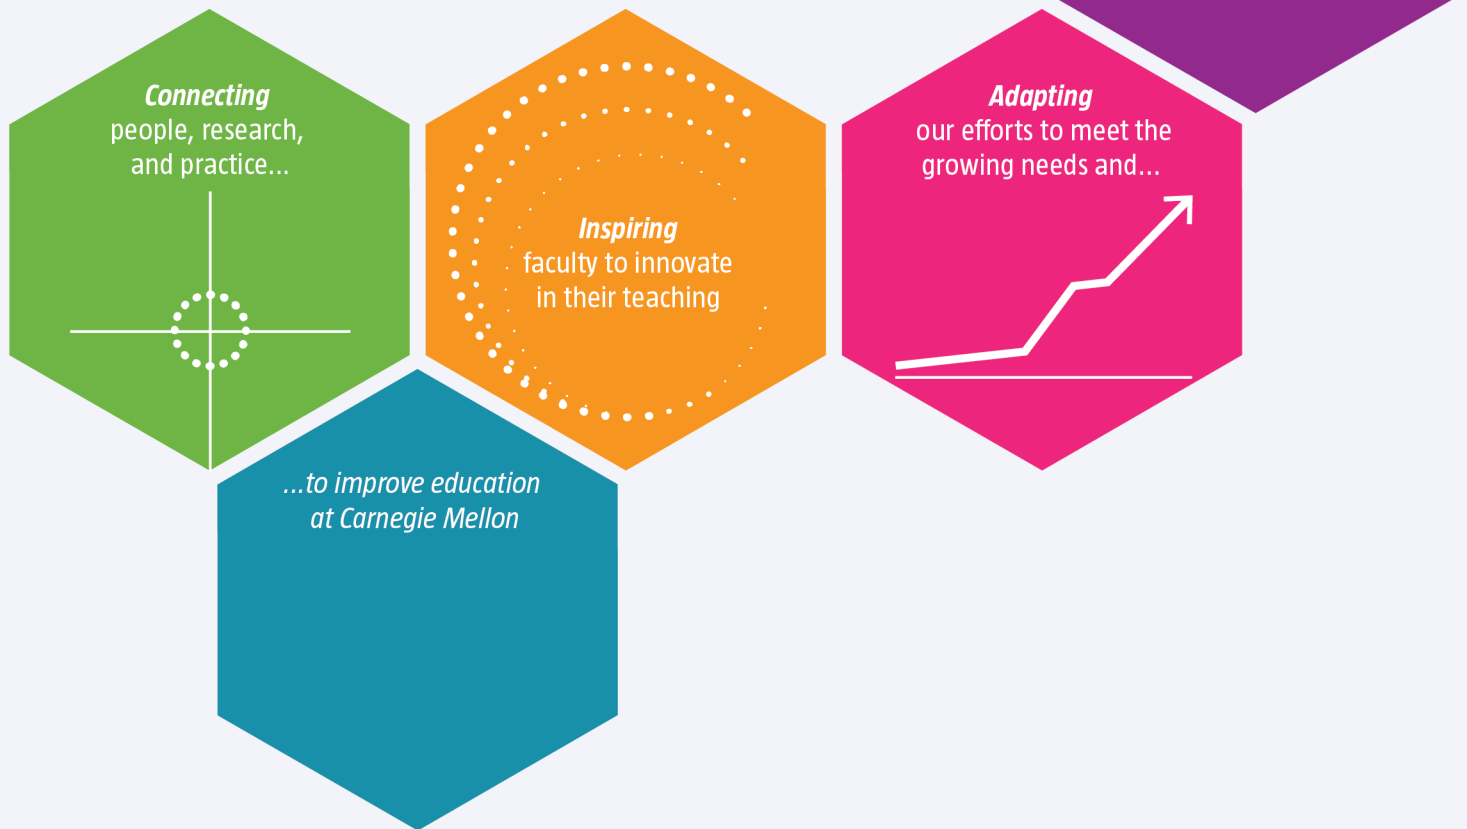 Connecting
people, research,
and practice...
Inspiring
faculty to innovate
in their teaching
Adapting
our efforts to meet the
growing needs and...
...to improve education
at Carnegie Mellon